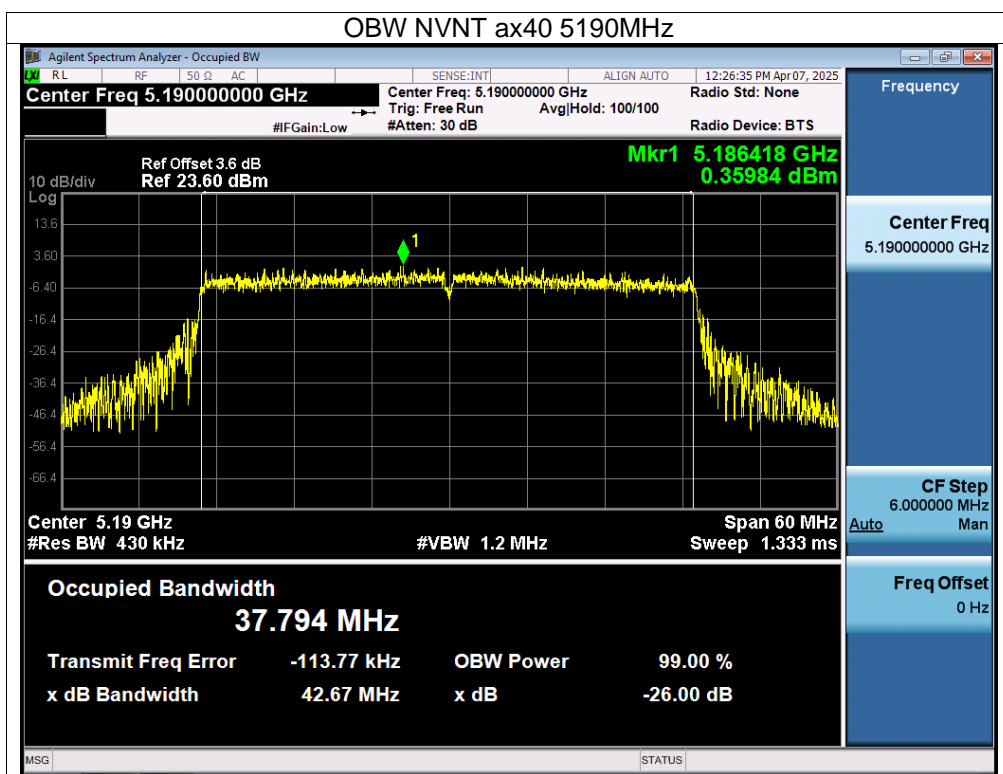 OBW NVNT ax40 5190MHz
Agilent Spectrum Analyzer - Occupied BW
LXI RL RF 50 Ω AC SENSE:INT ALIGN AUTO 12:26:35 PM Apr 07, 2025
Center Freq 5.190000000 GHz
Center Freq: 5.190000000 GHz Radio Std: None
Trig: Free Run Avg|Hold: 100/100
#IFGain:Low #Atten: 30 dB Radio Device: BTS
Frequency
Mkr1 5.186418 GHz
0.35984 dBm
Ref Offset 3.6 dB
10 dB/div Ref 23.60 dBm
Log
13.6
3.60
-6.40
-16.4
-26.4
-36.4
-46.4
-56.4
-66.4
1
Center 5.19 GHz Span 60 MHz
#Res BW 430 kHz #VBW 1.2 MHz Sweep 1.333 ms
Center Freq
5.190000000 GHz
CF Step
6.000000 MHz
Auto Man
Freq Offset
0 Hz
Occupied Bandwidth
37.794 MHz
Transmit Freq Error -113.77 kHz OBW Power 99.00 %
x dB Bandwidth 42.67 MHz x dB -26.00 dB
MSG STATUS